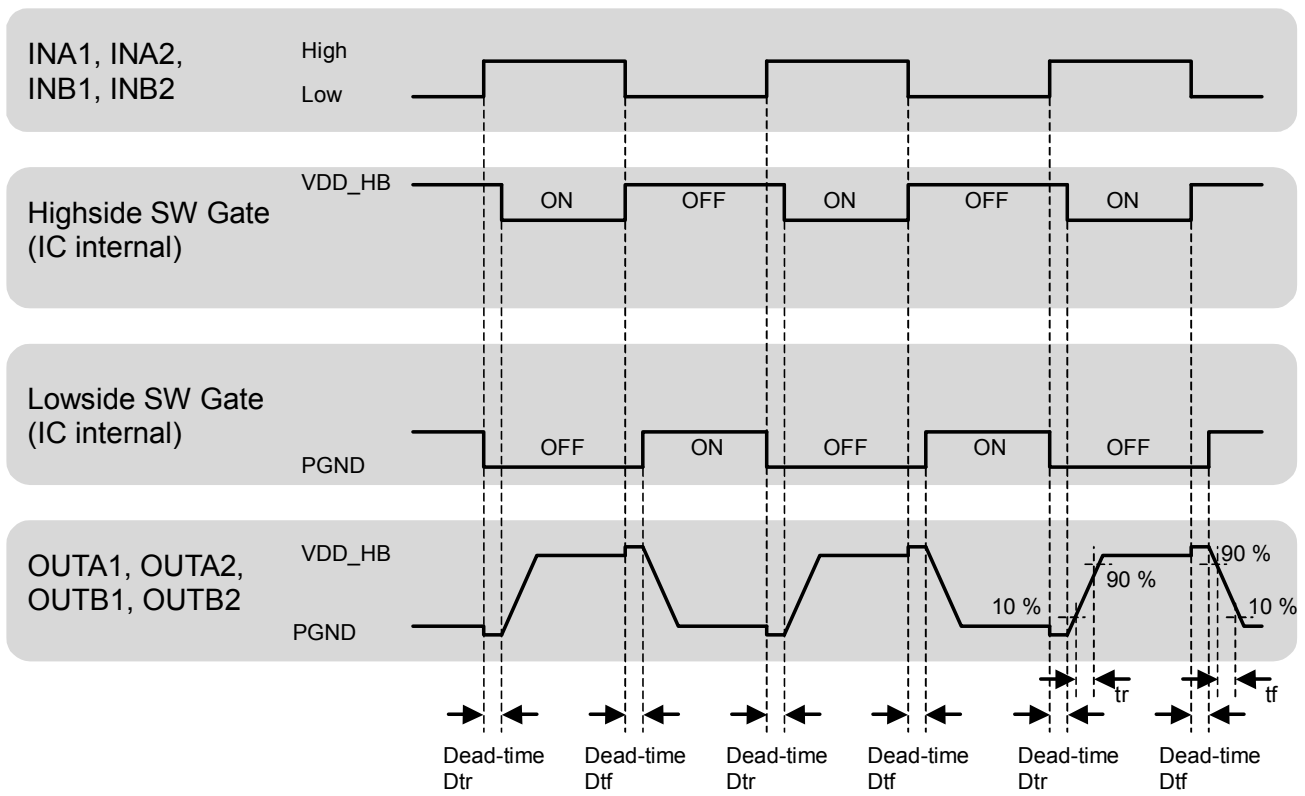 INA1, INA2,
INB1, INB2
High
Low
Highside SW Gate
(IC internal)
VDD_HB
ON
OFF
ON
OFF
ON
Lowside SW Gate
(IC internal)
PGND
OFF
ON
OFF
ON
OFF
OUTA1, OUTA2,
OUTB1, OUTB2
VDD_HB
PGND
10 %
90 %
90 %
10 %
tr
tf
Dead-time
Dtr
Dead-time
Dtf
Dead-time
Dtr
Dead-time
Dtf
Dead-time
Dtr
Dead-time
Dtf